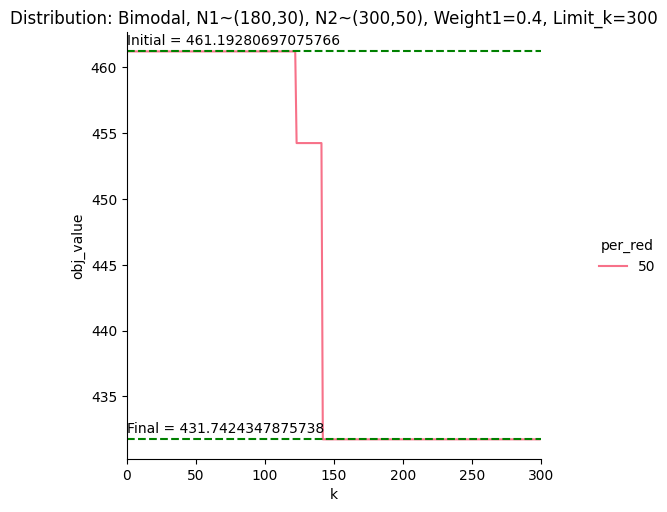 Distribution: Bimodal, N1~(180,30), N2~(300,50), Weight1=0.4, Limit_k=300
Initial = 461.19280697075766
460
455
450
445
440
435
obj_value
Final = 431.7424347875738
0 50 100 150 200 250 300
k
per_red
50